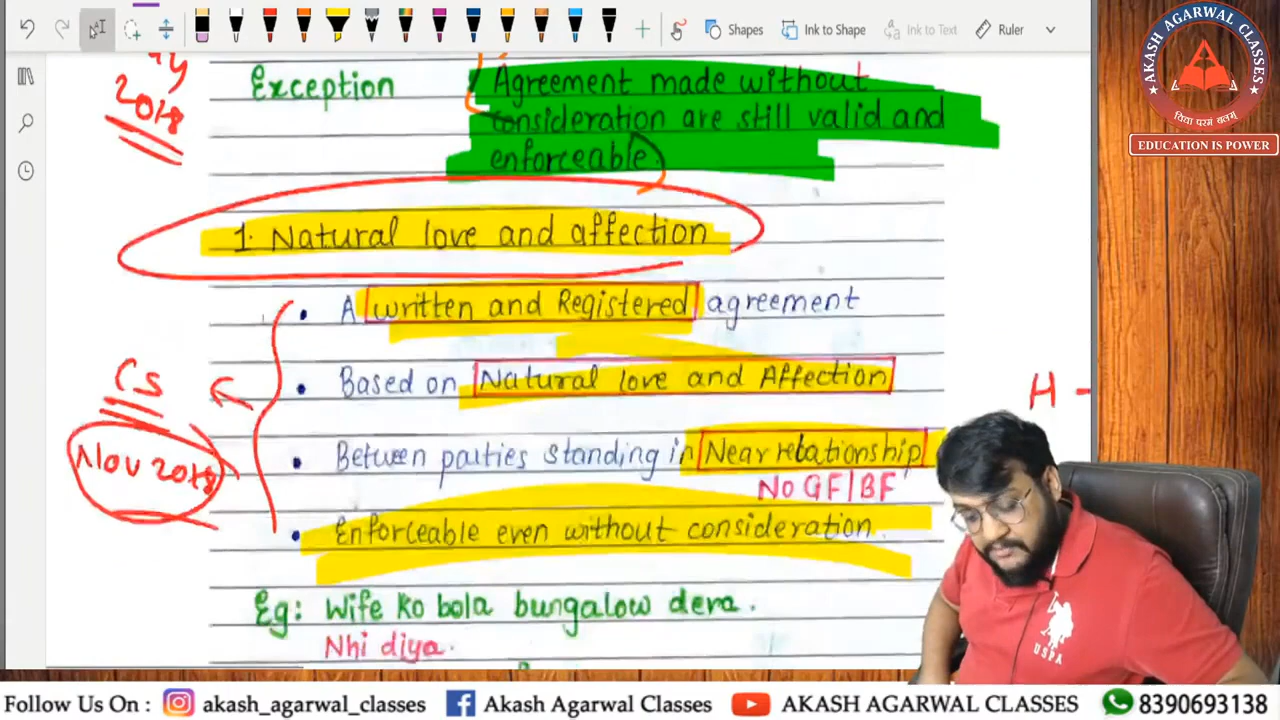 Shapes
Ink to Shape
Ink to Text
Ruler
AKASH AGARWAL CLASSES
विद्या परमं बलम्
EDUCATION IS POWER
2018
Exception
Agreement made without
consideration are still valid and
enforceable.
1. Natural love and affection
• A written and Registered agreement
• Based on Natural love and Affection
CS
Nov 2018
H -
• Between parties standing in Near relationship
No GF/BF
• Enforceable even without consideration.
Eg: Wife ko bola bungalow dera.
Nhi diya.
USPA
Follow Us On : akash_agarwal_classes Akash Agarwal Classes AKASH AGARWAL CLASSES 8390693138